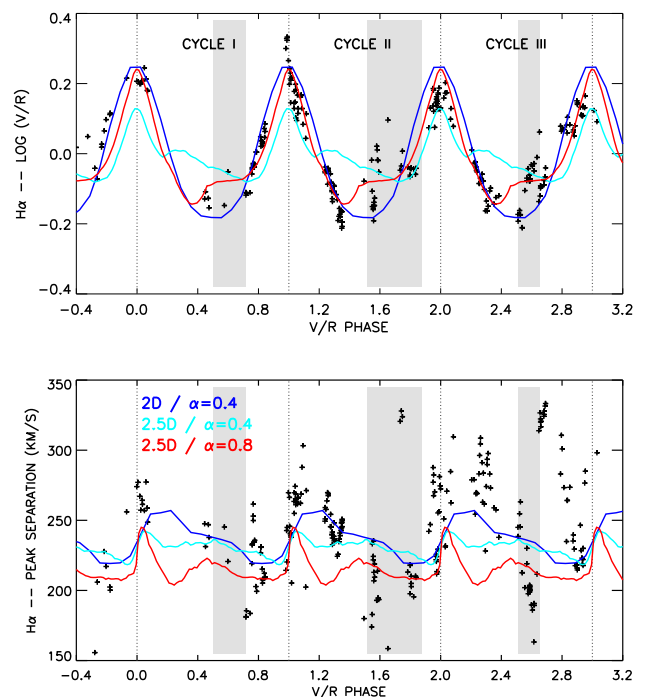 0.4
0.2
0.0
−0.2
−0.4
Hα -- LOG (V/R)
CYCLE I
CYCLE II
CYCLE III
−0.4 0.0 0.4 0.8 1.2 1.6 2.0 2.4 2.8 3.2
V/R PHASE
350
300
250
200
150
Hα -- PEAK SEPARATION (KM/S)
2D / α=0.4
2.5D / α=0.4
2.5D / α=0.8
−0.4 0.0 0.4 0.8 1.2 1.6 2.0 2.4 2.8 3.2
V/R PHASE